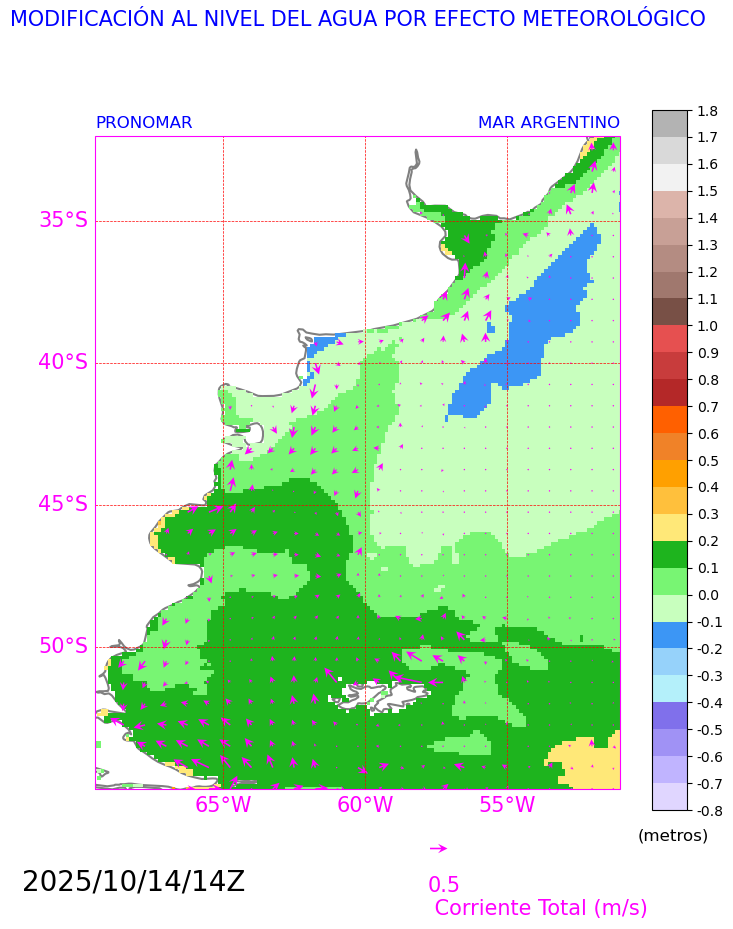 MODIFICACIÓN AL NIVEL DEL AGUA POR EFECTO METEOROLÓGICO
PRONOMAR
MAR ARGENTINO
35°S
40°S
45°S
50°S
65°W
60°W
55°W
1.8
1.7
1.6
1.5
1.4
1.3
1.2
1.1
1.0
0.9
0.8
0.7
0.6
0.5
0.4
0.3
0.2
0.1
0.0
-0.1
-0.2
-0.3
-0.4
-0.5
-0.6
-0.7
-0.8
(metros)
2025/10/14/14Z
0.5
Corriente Total (m/s)